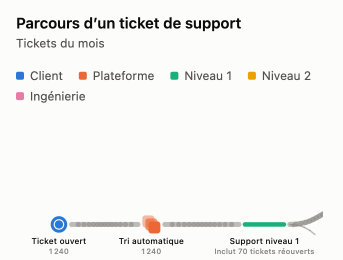 Parcours d’un ticket de support
Tickets du mois
Client Plateforme Niveau 1 Niveau 2
Ingénierie
Ticket ouvert Tri automatique Support niveau 1
1 240 1 240 Inclut 70 tickets réouverts